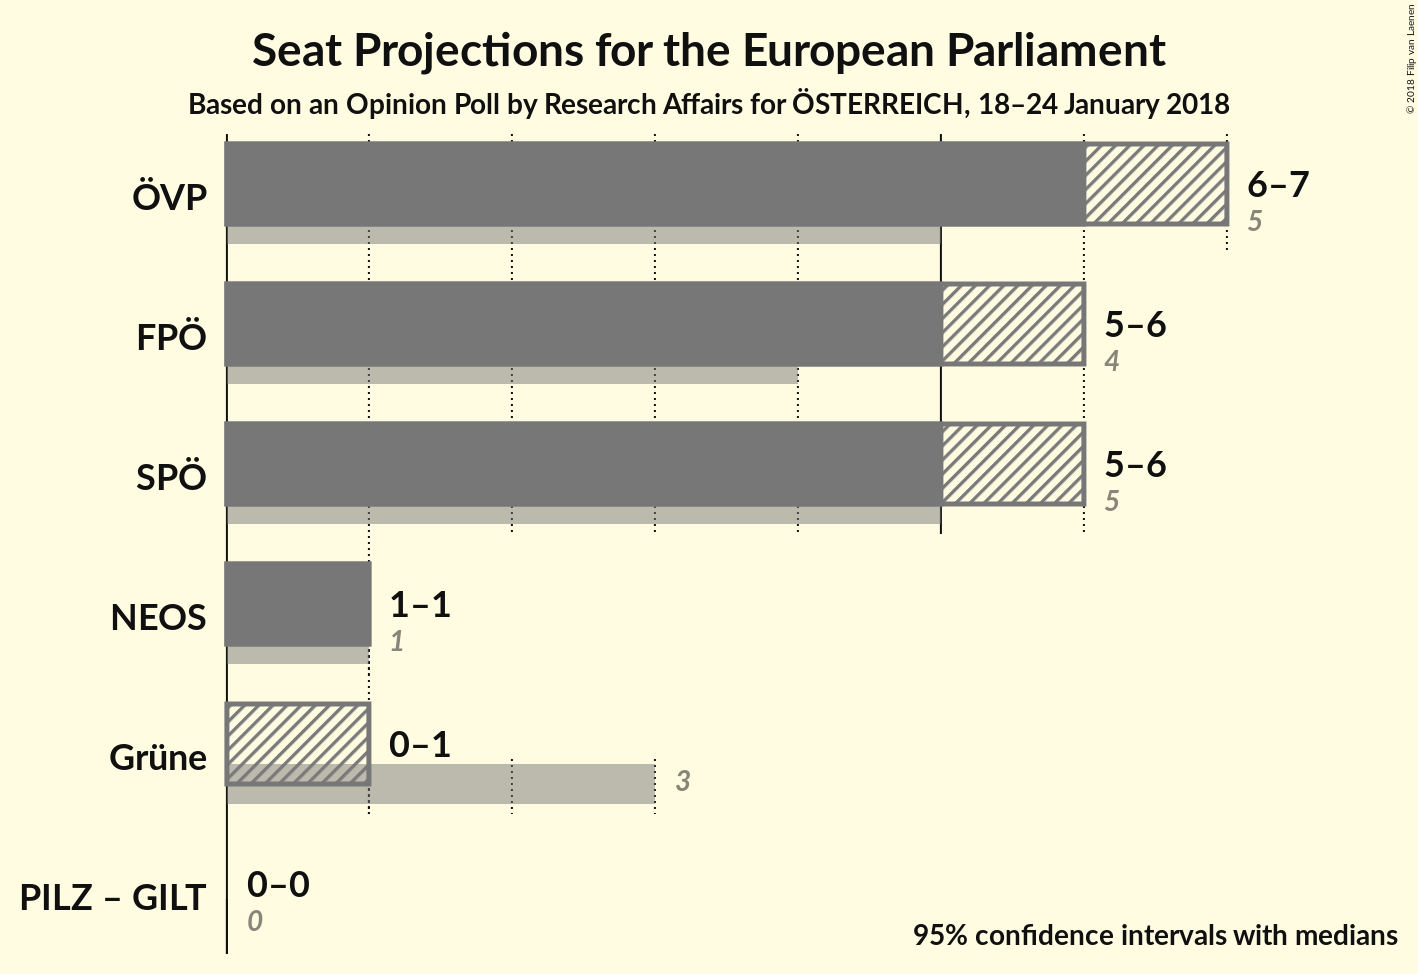 Seat Projections for the European Parliament
Based on an Opinion Poll by Research Affairs for ÖSTERREICH, 18–24 January 2018
© 2018 Filip van Laenen
ÖVP
6–7
5
FPÖ
5–6
4
SPÖ
5–6
5
NEOS
1–1
1
Grüne
0–1
3
PILZ – GILT
0–0
0
95% confidence intervals with medians